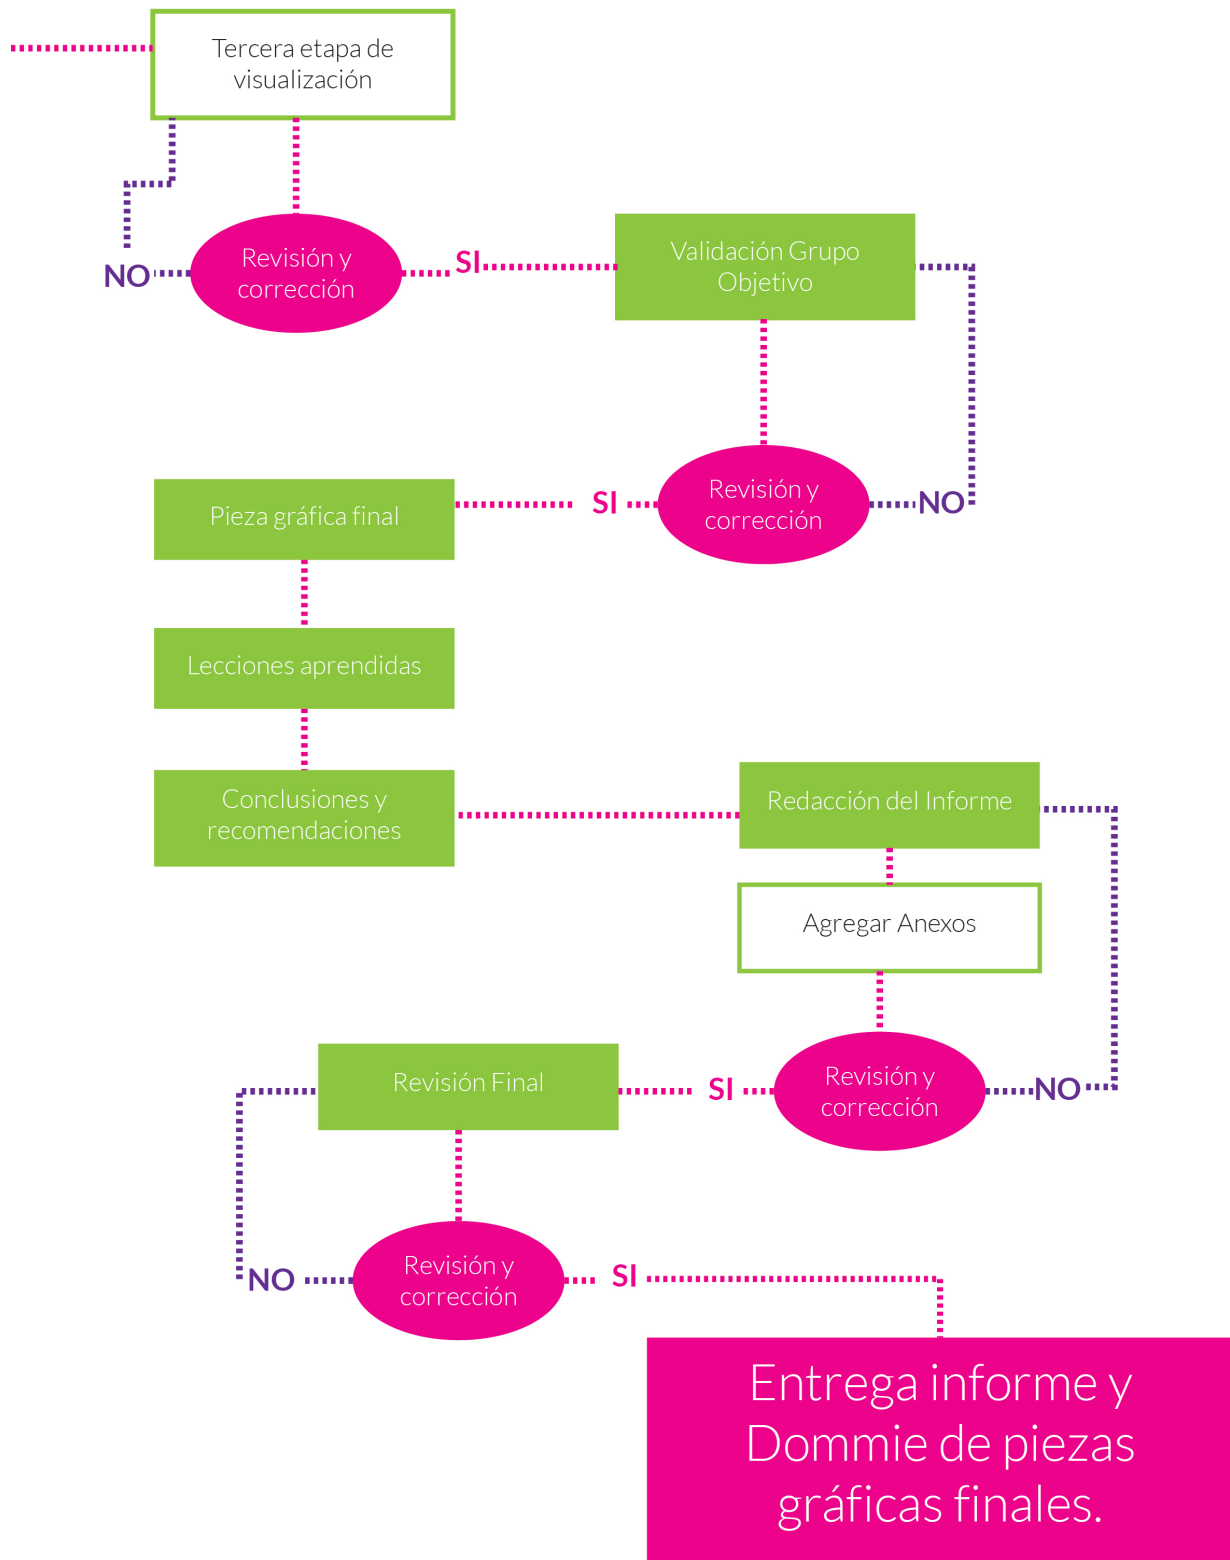 Tercera etapa de
visualización
Revisión y
corrección
NO
SI
Validación Grupo
Objetivo
Revisión y
corrección
NO
SI
Pieza gráfica final
Lecciones aprendidas
Conclusiones y
recomendaciones
Redacción del Informe
Agregar Anexos
Revisión y
corrección
NO
SI
Revisión Final
Revisión y
corrección
NO
SI
Entrega informe y
Dommie de piezas
gráficas finales.